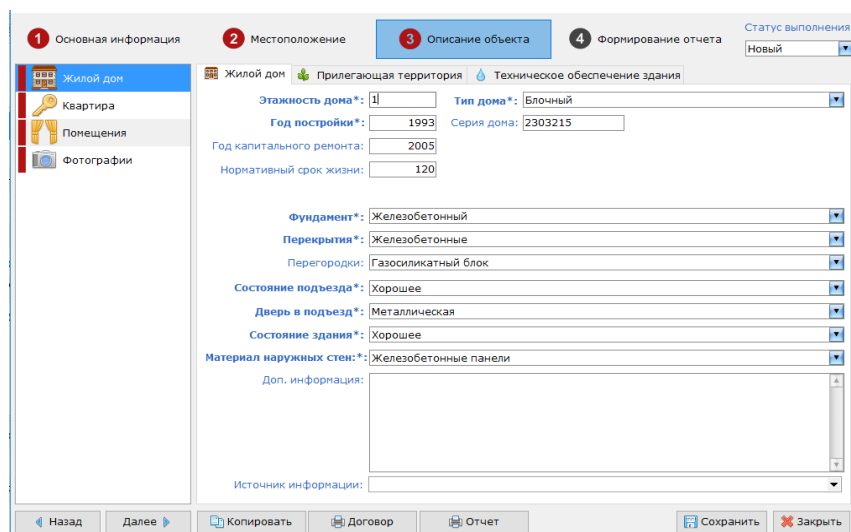 Статус выполнения
1 Основная информация 2 Местоположение 3 Описание объекта 4 Формирование отчета Новый
Жилой дом
Квартира
Помещения
Фотографии
Жилой дом Прилегающая территория Техническое обеспечение здания
Этажность дома*: 1 Тип дома*: Блочный
Год постройки*: 1993 Серия дома: 2303215
Год капитального ремонта: 2005
Нормативный срок жизни: 120
Фундамент*: Железобетонный
Перекрытия*: Железобетонные
Перегородки: Газосиликатный блок
Состояние подъезда*: Хорошее
Дверь в подъезд*: Металлическая
Состояние здания*: Хорошее
Материал наружных стен:*: Железобетонные панели
Доп. информация:
Источник информации:
Назад Далее Копировать Договор Отчет Сохранить Закрыть